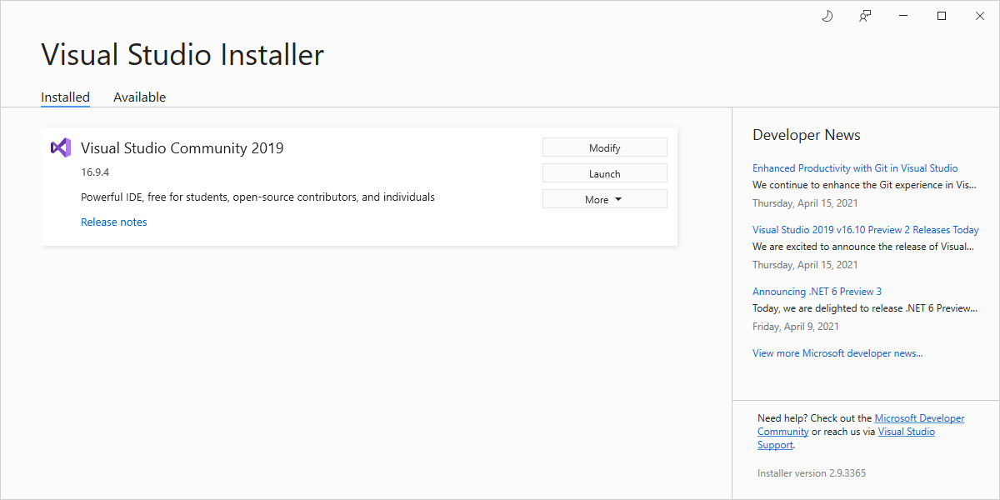 Visual Studio Installer
Installed
Available
Visual Studio Community 2019
16.9.4
Powerful IDE, free for students, open-source contributors, and individuals
Release notes
Modify
Launch
More
Developer News
Enhanced Productivity with Git in Visual Studio
We continue to enhance the Git experience in Vis...
Thursday, April 15, 2021
Visual Studio 2019 v16.10 Preview 2 Releases Today
We are excited to announce the release of Visual...
Thursday, April 15, 2021
Announcing .NET 6 Preview 3
Today, we are delighted to release .NET 6 Preview...
Friday, April 9, 2021
View more Microsoft developer news...
Need help? Check out the Microsoft Developer
Community or reach us via Visual Studio
Support.
Installer version 2.9.3365